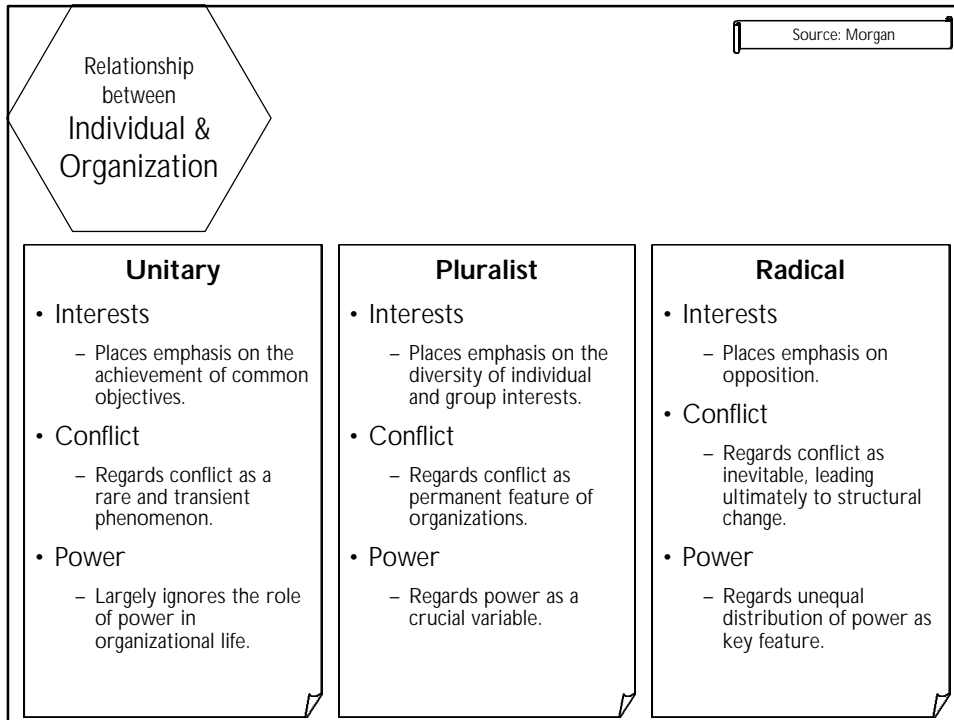 Source: Morgan
Relationship
between
Individual &
Organization
Unitary
• Interests
– Places emphasis on the
achievement of common
objectives.
• Conflict
– Regards conflict as a
rare and transient
phenomenon.
• Power
– Largely ignores the role
of power in
organizational life.
Pluralist
• Interests
– Places emphasis on the
diversity of individual
and group interests.
• Conflict
– Regards conflict as
permanent feature of
organizations.
• Power
– Regards power as a
crucial variable.
Radical
• Interests
– Places emphasis on
opposition.
• Conflict
– Regards conflict as
inevitable, leading
ultimately to structural
change.
• Power
– Regards unequal
distribution of power as
key feature.